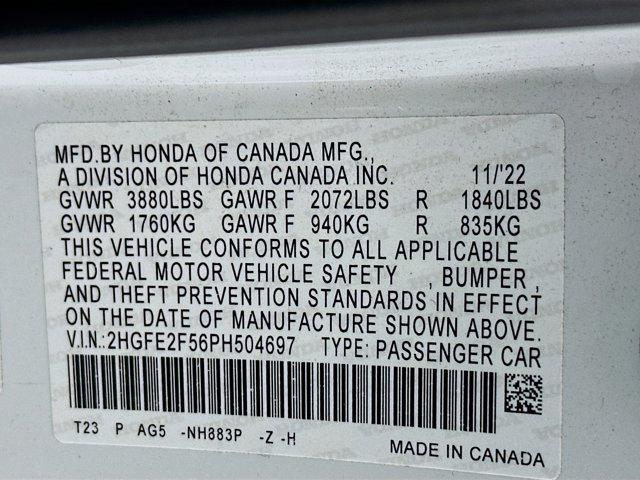 MFD.BY HONDA OF CANADA MFG.,
A DIVISION OF HONDA CANADA INC. 11/'22
GVWR 3880LBS GAWR F 2072LBS R 1840LBS
GVWR 1760KG GAWR F 940KG R 835KG
THIS VEHICLE CONFORMS TO ALL APPLICABLE
FEDERAL MOTOR VEHICLE SAFETY , BUMPER ,
AND THEFT PREVENTION STANDARDS IN EFFECT
ON THE DATE OF MANUFACTURE SHOWN ABOVE.
V.I.N.:2HGFE2F56PH504697 TYPE: PASSENGER CAR
T23 P AG5 -NH883P -Z -H
MADE IN CANADA